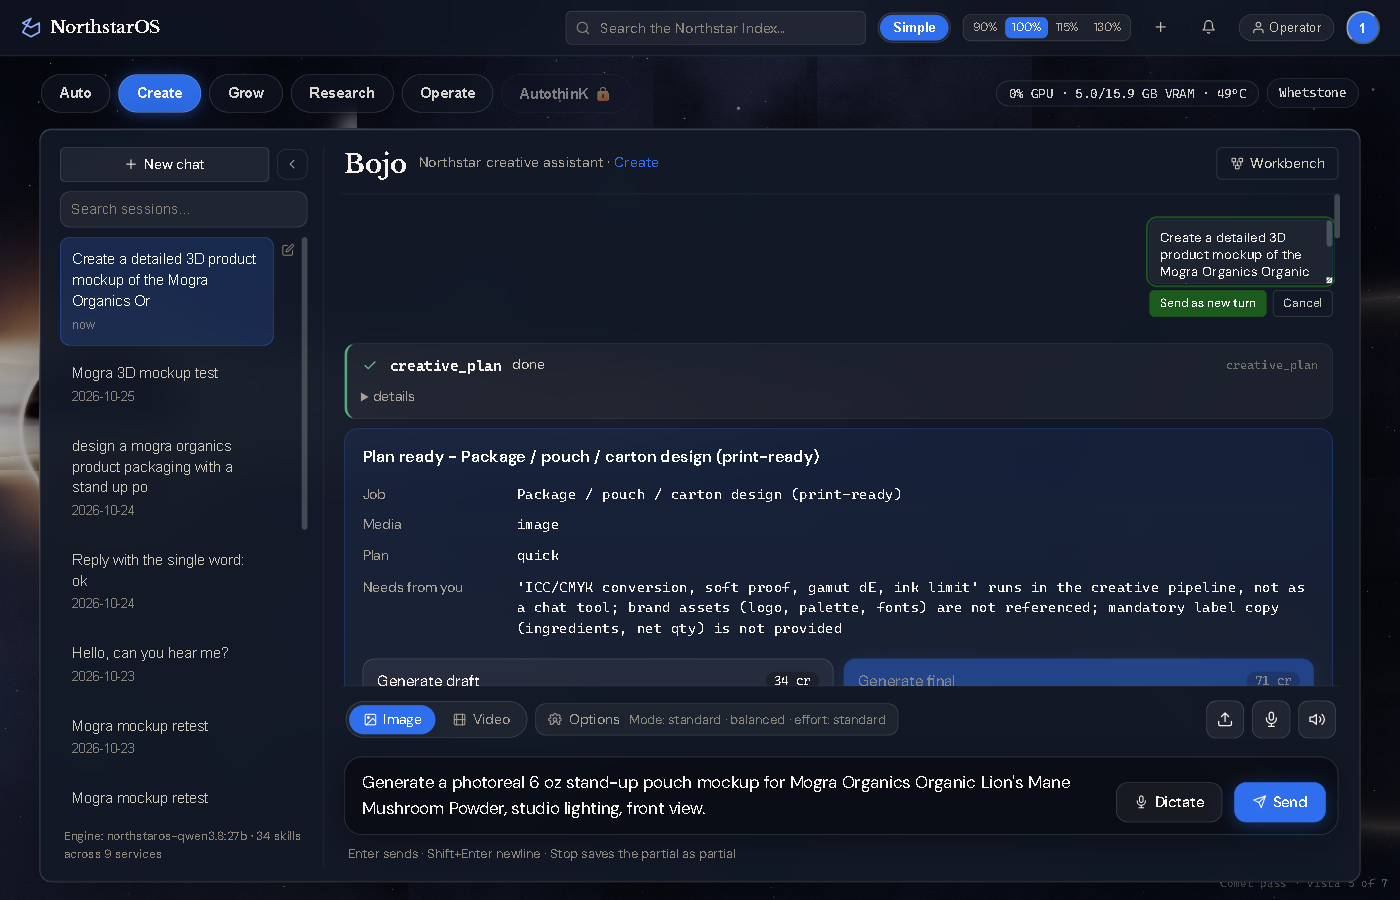 NorthstarOS
Search the Northstar Index...
Simple
90% 100% 115% 130%
+
Operator
1
Auto
Create
Grow
Research
Operate
AutothinK
0% GPU · 5.0/15.9 GB VRAM · 49°C
Whetstone
+ New chat
Search sessions...
Create a detailed 3D product
mockup of the Mogra
Organics Or
now
Mogra 3D mockup test
2026-10-25
design a mogra organics
product packaging with a
stand up po
2026-10-24
Reply with the single word:
ok
2026-10-24
Hello, can you hear me?
2026-10-23
Mogra mockup retest
2026-10-23
Mogra mockup retest
Engine: northstaros-qwen3.8:27b · 34 skills
across 9 services
Bojo
Northstar creative assistant · Create
Workbench
Create a detailed 3D
product mockup of the
Mogra Organics Organic
Send as new turn
Cancel
creative_plan done
creative_plan
details
Plan ready - Package / pouch / carton design (print-ready)
Job Package / pouch / carton design (print-ready)
Media image
Plan quick
Needs from you 'ICC/CMYK conversion, soft proof, gamut dE, ink limit' runs in the creative pipeline, not as
a chat tool; brand assets (logo, palette, fonts) are not referenced; mandatory label copy
(ingredients, net qty) is not provided
Generate draft 34 cr
Generate final 71 cr
Image
Video
Options Mode: standard · balanced · effort: standard
Generate a photoreal 6 oz stand-up pouch mockup for Mogra Organics Organic Lion's Mane
Mushroom Powder, studio lighting, front view.
Dictate
Send
Enter sends · Shift+Enter newline · Stop saves the partial as partial
Comet pass · Vista 5 of 7